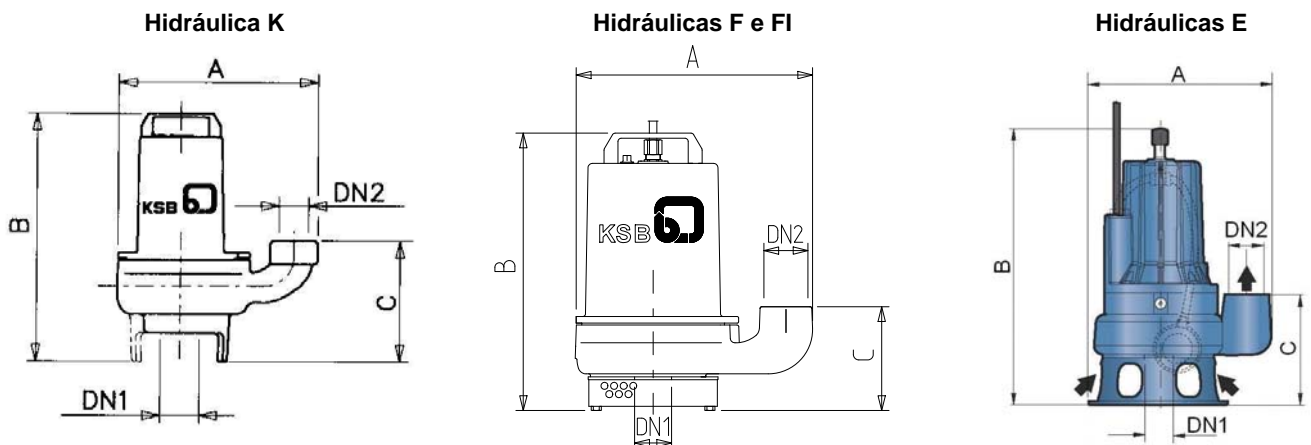 Hidráulica K
A
B
KSB
DN2
C
DN1
Hidráulicas F e FI
A
B
KSB
DN2
C
DN1
Hidráulicas E
A
B
DN2
C
DN1